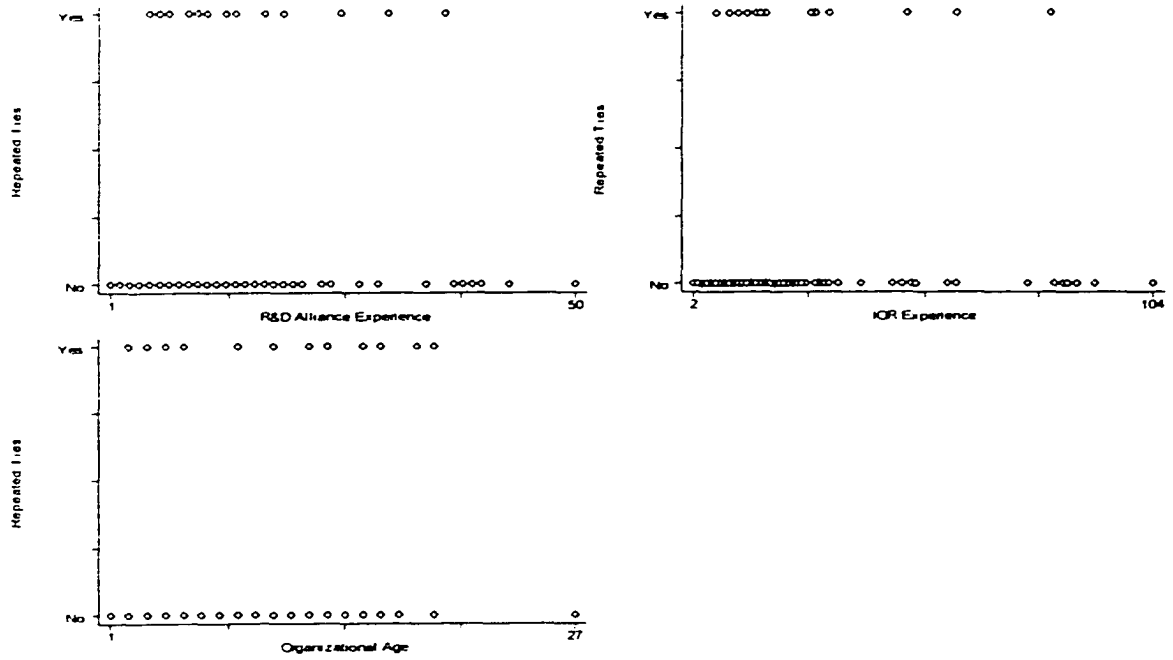 Yes
Repeated Ties
No
1
50
R&D Alliance Experience
Yes
Repeated Ties
No
2
104
IOR Experience
Yes
Repeated Ties
No
1
27
Organizational Age